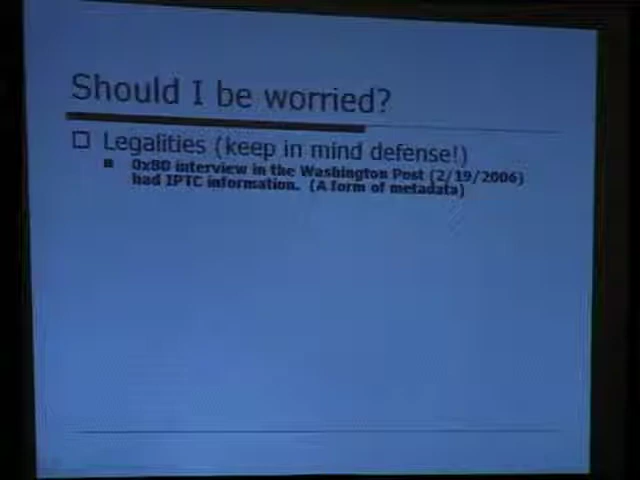 Should I be worried?
Legalities (keep in mind defense!)
0x80 interview in the Washington Post (2/19/2006)
had IPTC information. (A form of metadata)